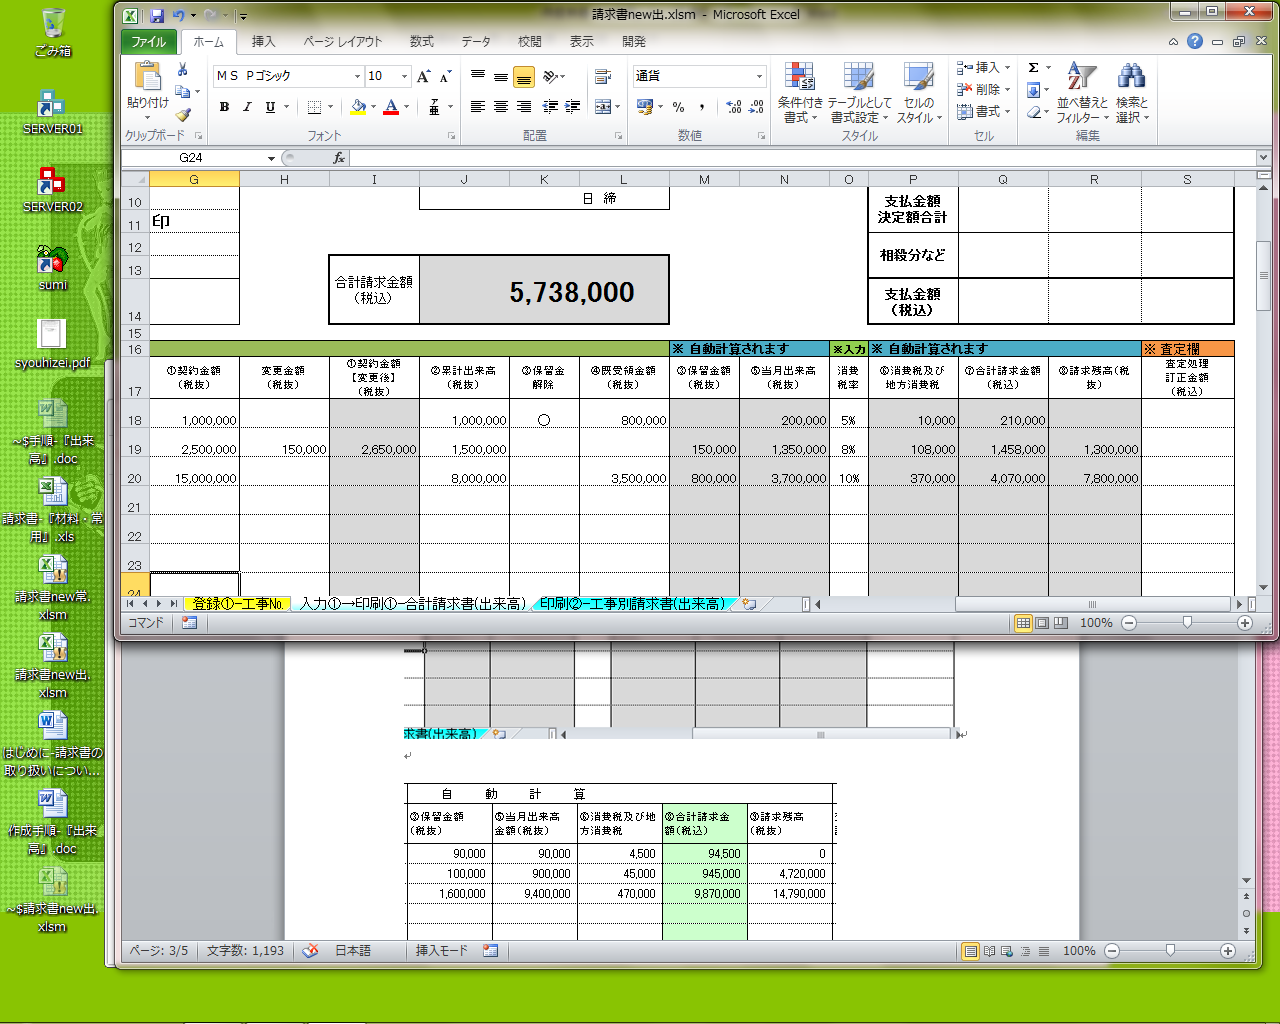 ごみ箱
SERVER01
SERVER02
sumi
syouhizei.pdf
~$手順-『出来
高』.doc
請求書-『材料・常
用』.xls
請求書new常.
xlsm
請求書new出.
xlsm
はじめに-請求書の
取り扱いについ...
作成手順-『出来
高』.doc
~$請求書new出.
xlsm
請求書new出.xlsm - Microsoft Excel
ファイル ホーム 挿入 ページ レイアウト 数式 データ 校閲 表示 開発
貼り付け
クリップボード
ＭＳ Ｐゴシック 10
B I U
フォント
配置
通貨
数値
条件付き
書式
テーブルとして
書式設定
セルの
スタイル
スタイル
挿入
削除
書式
セル
Σ
並べ替えと
フィルター
検索と
選択
編集
G24 fx
G H I J K L M N O P Q R S
10 日 締 支払金額
決定額合計
11 印
12 相殺分など
13 合計請求金額
(税込)
5,738,000
14 支払金額
(税込)
15
16 ※ 自動計算されます ※入力 ※ 自動計算されます ※ 査定欄
17 ①契約金額
(税抜)
変更金額
(税抜)
①契約金額
【変更後】
(税抜)
②累計出来高
(税抜)
③保留金
解除
④既受領金額
(税抜)
③保留金額
(税抜)
⑤当月出来高
(税抜)
消費
税率
⑥消費税及び
地方消費税
⑦合計請求金額
(税込)
⑧請求残高(税
抜)
査定処理
訂正金額
(税込)
18 1,000,000 1,000,000 ○ 800,000 200,000 5% 10,000 210,000
19 2,500,000 150,000 2,650,000 1,500,000 150,000 1,350,000 8% 108,000 1,458,000 1,300,000
20 15,000,000 8,000,000 3,500,000 800,000 3,700,000 10% 370,000 4,070,000 7,800,000
21
22
23
24
登録①-工事No. 入力①→印刷①-合計請求書(出来高) 印刷②-工事別請求書(出来高)
コマンド 100%
求書(出来高)
自 動 計 算
③保留金額
(税抜)
⑤当月出来高
金額(税抜)
⑥消費税及び地
方消費税
⑦合計請求金
額(税込)
⑧請求残高
(税抜)
90,000 90,000 4,500 94,500 0
100,000 900,000 45,000 945,000 4,720,000
1,600,000 9,400,000 470,000 9,870,000 14,790,000
ページ: 3/5 文字数: 1,193 日本語 挿入モード 100%